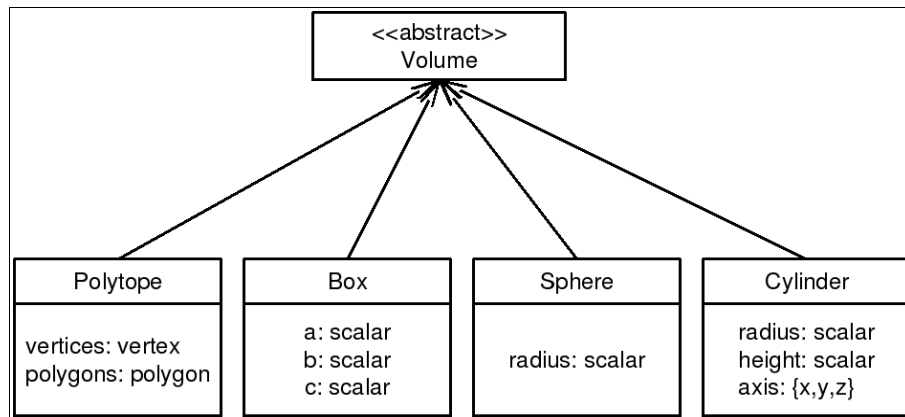 <<abstract>>
Volume
Polytope
vertices: vertex
polygons: polygon
Box
a: scalar
b: scalar
c: scalar
Sphere
radius: scalar
Cylinder
radius: scalar
height: scalar
axis: {x,y,z}